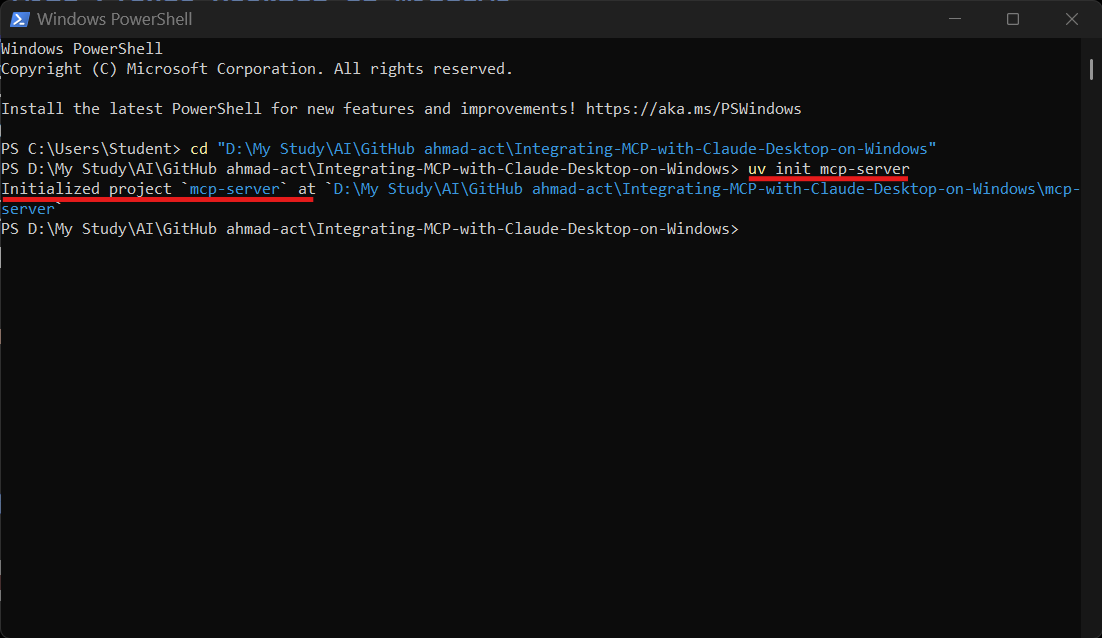 Windows PowerShell
Windows PowerShell
Copyright (C) Microsoft Corporation. All rights reserved.
Install the latest PowerShell for new features and improvements! https://aka.ms/PSWindows
PS C:\Users\Student> cd "D:\My Study\AI\GitHub ahmad-act\Integrating-MCP-with-Claude-Desktop-on-Windows"
PS D:\My Study\AI\GitHub ahmad-act\Integrating-MCP-with-Claude-Desktop-on-Windows> uv init mcp-server
Initialized project `mcp-server` at `D:\My Study\AI\GitHub ahmad-act\Integrating-MCP-with-Claude-Desktop-on-Windows\mcp-
server`
PS D:\My Study\AI\GitHub ahmad-act\Integrating-MCP-with-Claude-Desktop-on-Windows>